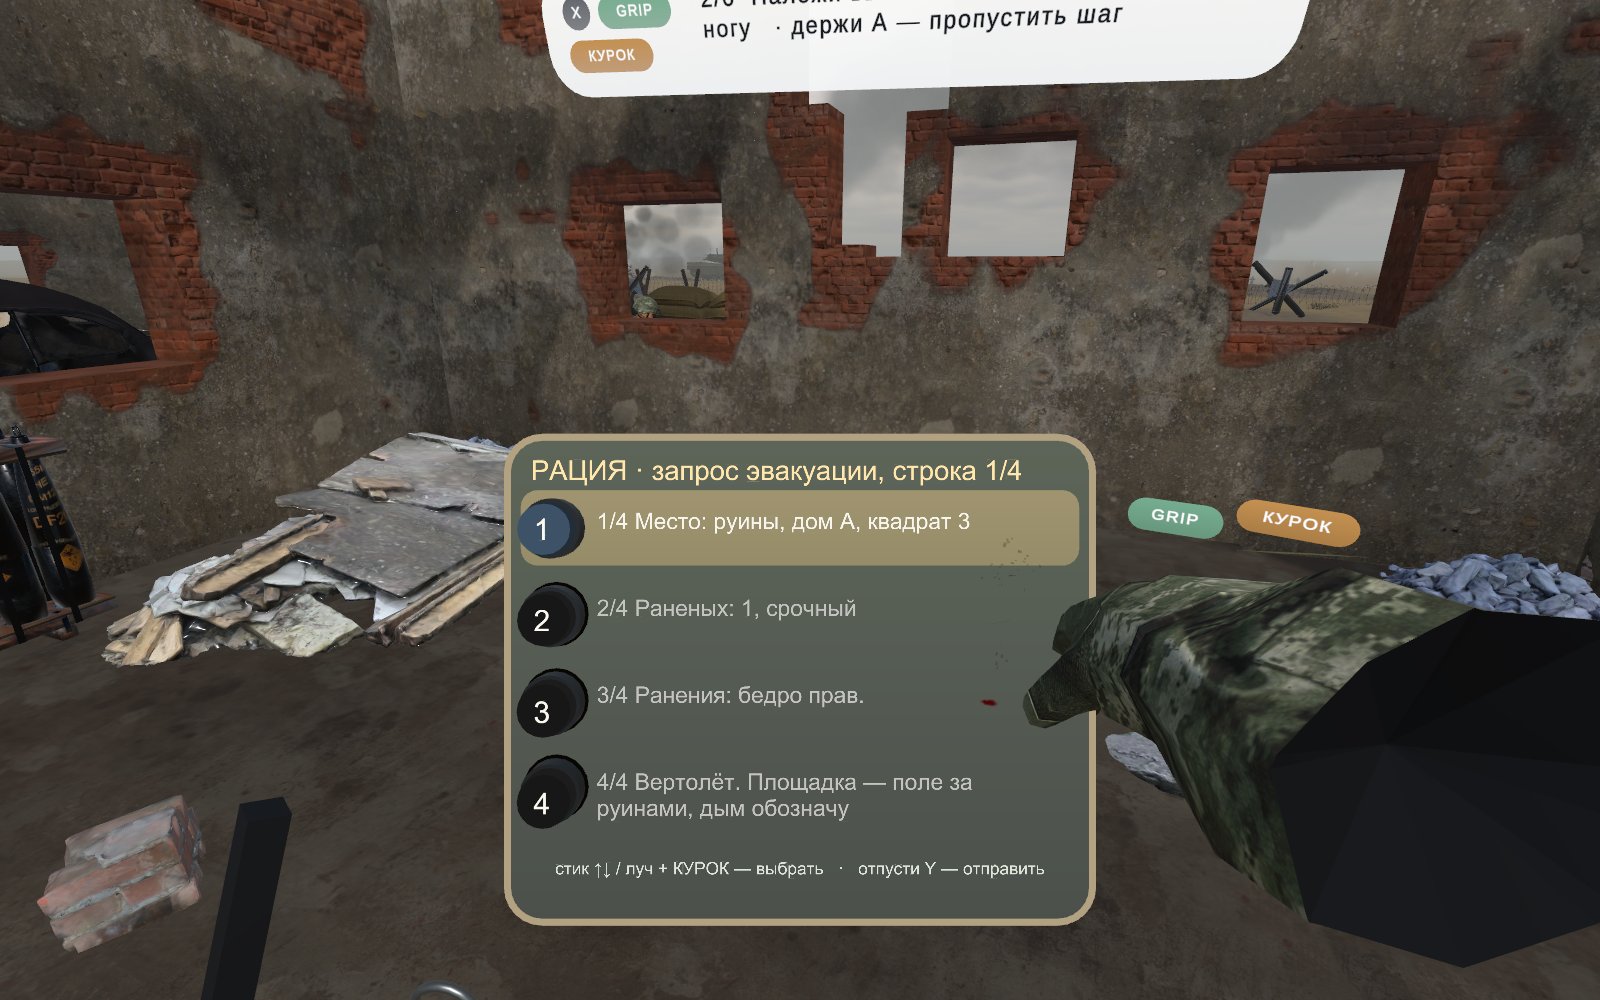 X GRIP
КУРОК
ногу · держи A — пропустить шаг
РАЦИЯ · запрос эвакуации, строка 1/4
1 1/4 Место: руины, дом А, квадрат 3
2 2/4 Раненых: 1, срочный
3 3/4 Ранения: бедро прав.
4 4/4 Вертолёт. Площадка — поле за
руинами, дым обозначу
стик ↑↓ / луч + КУРОК — выбрать · отпусти Y — отправить
GRIP КУРОК